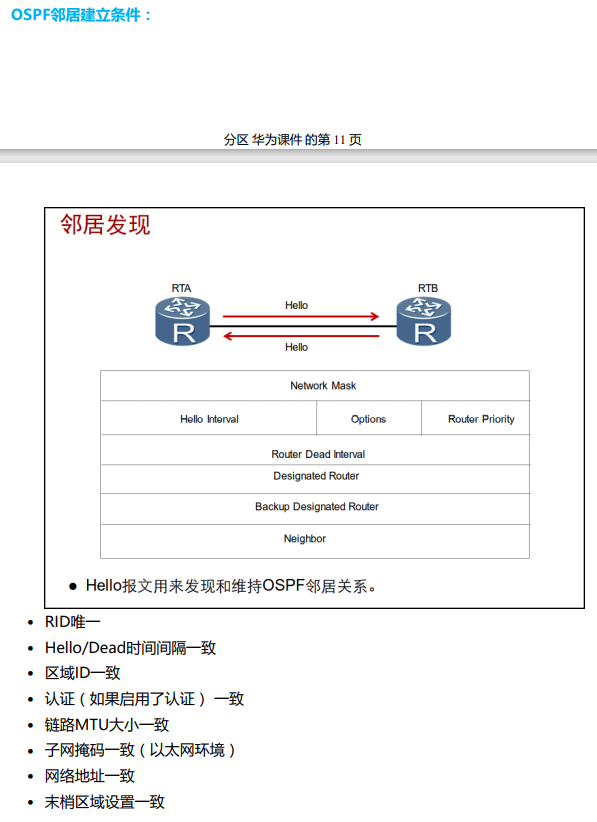 OSPF邻居建立条件：
分区 华为课件 的第 11 页
邻居发现
RTA
RTB
Hello
Hello
R
R
Network Mask
Hello Interval
Options
Router Priority
Router Dead Interval
Designated Router
Backup Designated Router
Neighbor
● Hello报文用来发现和维持OSPF邻居关系。
• RID唯一
• Hello/Dead时间间隔一致
• 区域ID一致
• 认证（如果启用了认证） 一致
• 链路MTU大小一致
• 子网掩码一致（以太网环境）
• 网络地址一致
• 末梢区域设置一致